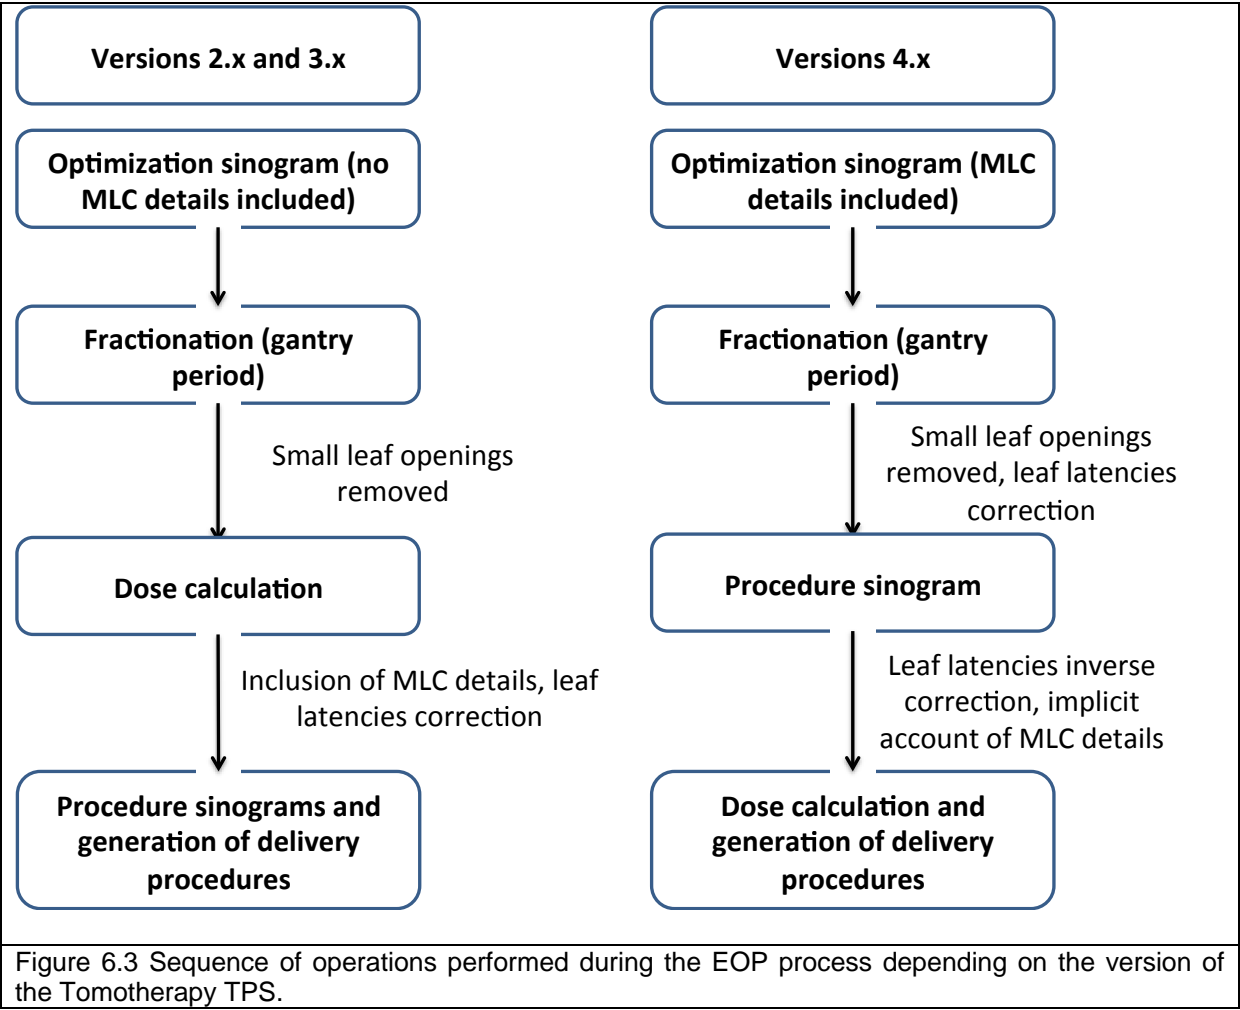 Versions 2.x and 3.x
Optimization sinogram (no
MLC details included)
Fractionation (gantry
period)
Small leaf openings
removed
Dose calculation
Inclusion of MLC details, leaf
latencies correction
Procedure sinograms and
generation of delivery
procedures
Versions 4.x
Optimization sinogram (MLC
details included)
Fractionation (gantry
period)
Small leaf openings
removed, leaf latencies
correction
Procedure sinogram
Leaf latencies inverse
correction, implicit
account of MLC details
Dose calculation and
generation of delivery
procedures
Figure 6.3 Sequence of operations performed during the EOP process depending on the version of
the Tomotherapy TPS.